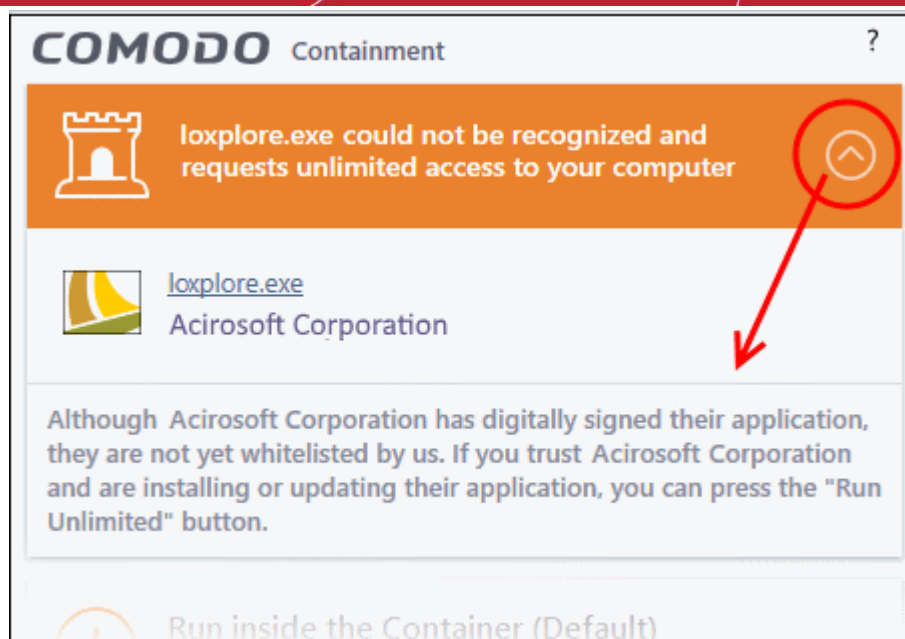 COMODO Containment
?
loxplore.exe could not be recognized and
requests unlimited access to your computer
loxplore.exe
Acirosoft Corporation
Although Acirosoft Corporation has digitally signed their application,
they are not yet whitelisted by us. If you trust Acirosoft Corporation
and are installing or updating their application, you can press the "Run
Unlimited" button.
Run inside the Container (Default)